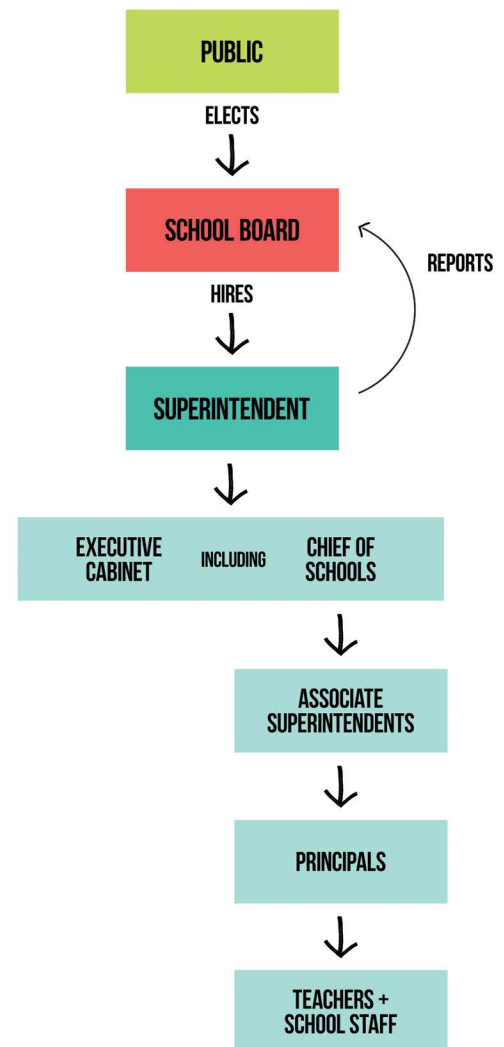 PUBLIC
ELECTS
SCHOOL BOARD
REPORTS
HIRES
SUPERINTENDENT
EXECUTIVE
CABINET
INCLUDING
CHIEF OF
SCHOOLS
ASSOCIATE
SUPERINTENDENTS
PRINCIPALS
TEACHERS +
SCHOOL STAFF